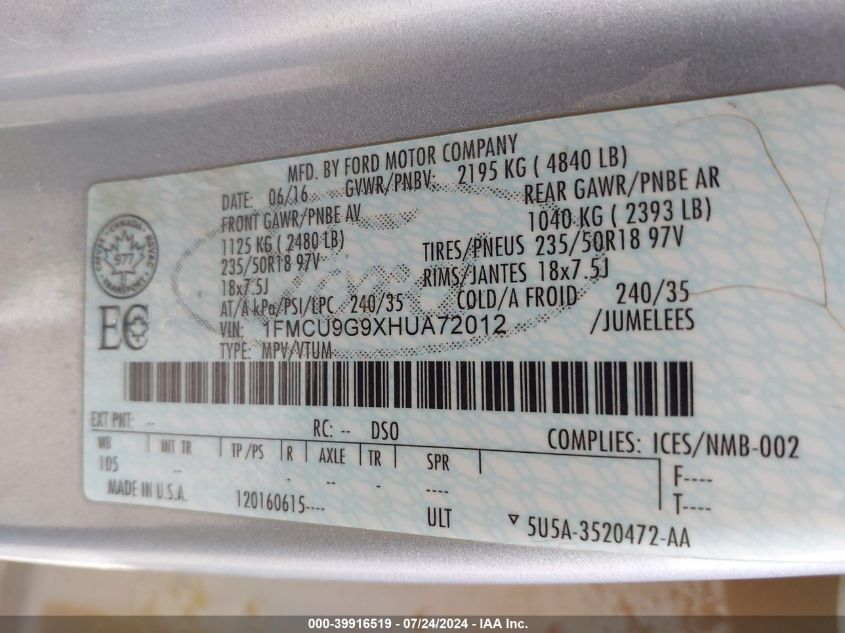 MFD. BY FORD MOTOR COMPANY
DATE: 06/16 GVWR/PNBV: 2195 KG ( 4840 LB)
FRONT GAWR/PNBE AV REAR GAWR/PNBE AR
1125 KG ( 2480 LB) 1040 KG ( 2393 LB)
235/50R18 97V TIRES/PNEUS 235/50R18 97V
18x7.5J RIMS/JANTES 18x7.5J
AT/A kPa/PSI/LPC 240/35 COLD/A FROID 240/35
VIN: 1FMCU9G9XHUA72012 /JUMELEES
TYPE: MPV/VTUM
CANADA
977
TRANSPORT
EC
EXT PNT: -- RC: -- DSO
COMPLIES: ICES/NMB-002
WB INT TR TP/PS R AXLE TR SPR
105 -- - -- - ---- F----
T----
MADE IN U.S.A. 120160615---- ULT 5U5A-3520472-AA
000-39916519 - 07/24/2024 - IAA Inc.